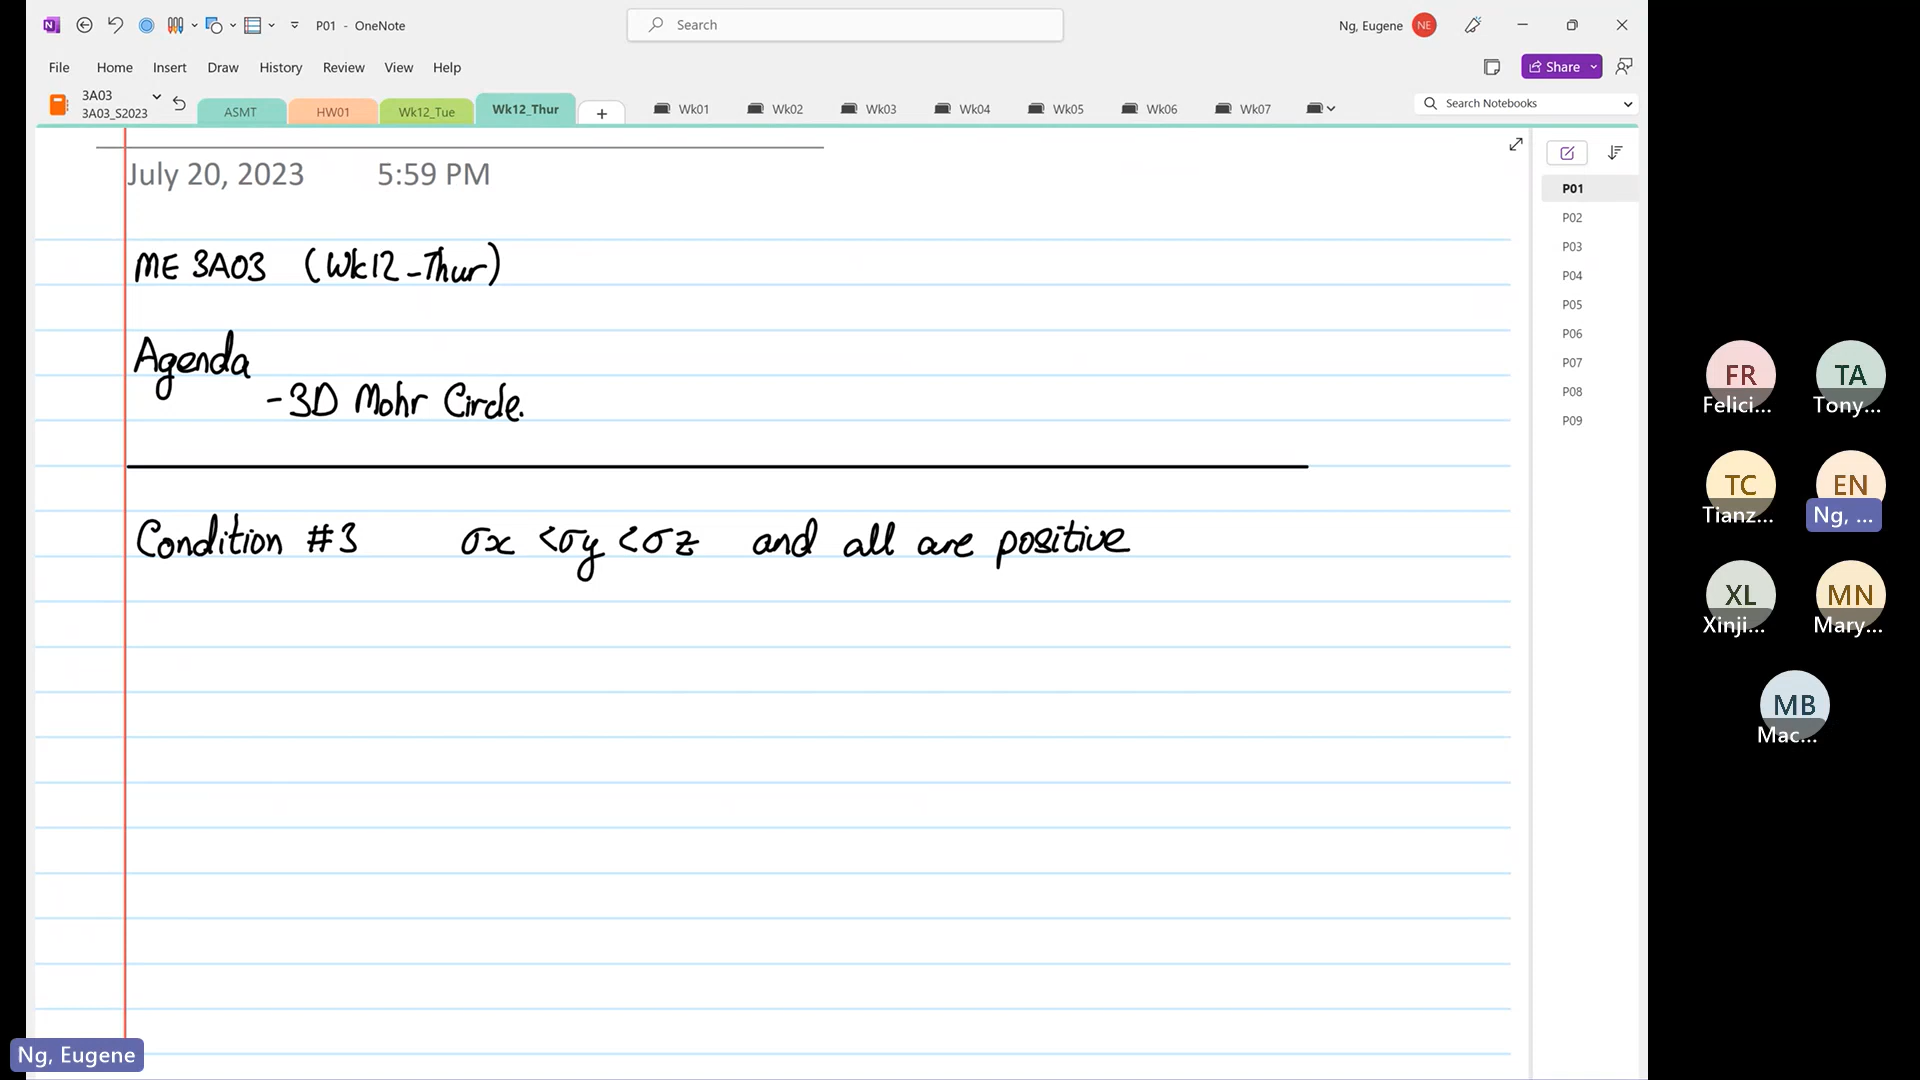 P01 - OneNote
Search
Ng, Eugene
NE
File
Home
Insert
Draw
History
Review
View
Help
Share
3A03
3A03_S2023
ASMT
HW01
Wk12_Tue
Wk12_Thur
Wk01
Wk02
Wk03
Wk04
Wk05
Wk06
Wk07
Search Notebooks
July 20, 2023 5:59 PM
ME 3A03 (Wk12-Thur)
Agenda
- 3D Mohr Circle.
Condition #3 σx <σy <σz and all are positive
P01
P02
P03
P04
P05
P06
P07
P08
P09
FR
Felici...
TA
Tony...
TC
Tianz...
EN
Ng, ...
XL
Xinji...
MN
Mary...
MB
Mac...
Ng, Eugene